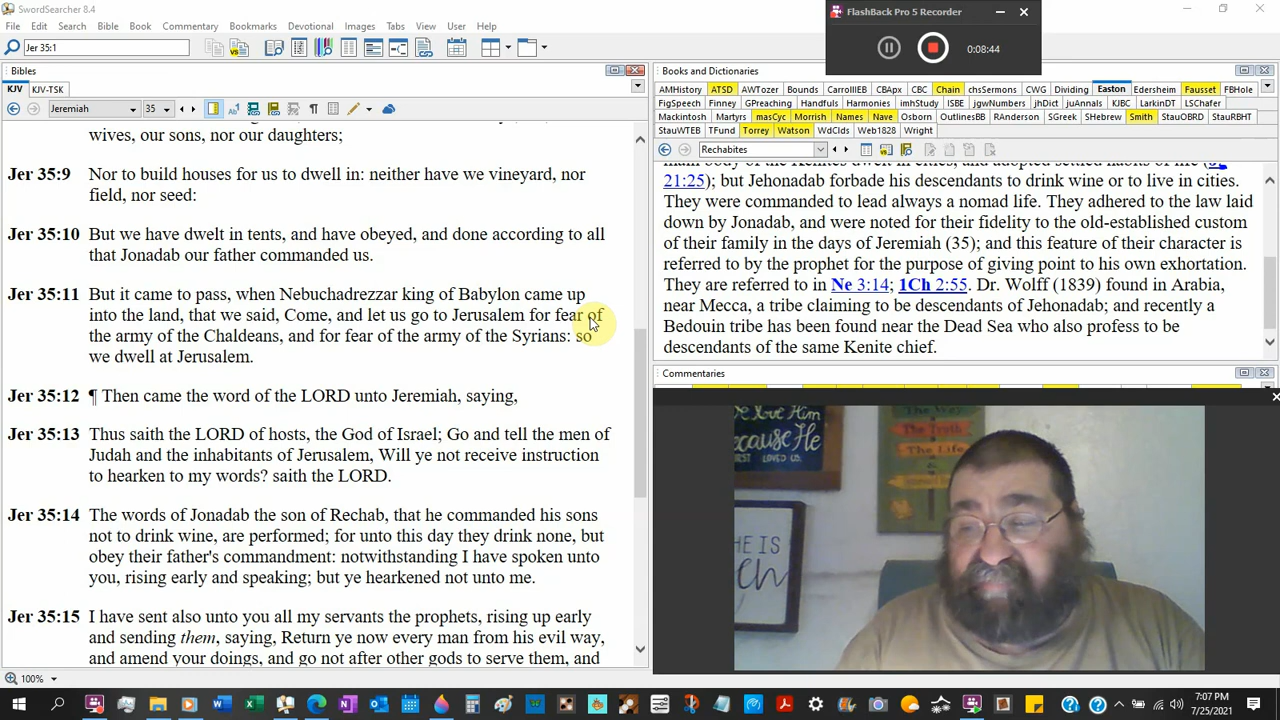 SwordSearcher 8.4
File Edit Search Bible Book Commentary Bookmarks Devotional Images Tabs View User Help
Jer 35:1
FlashBack Pro 5 Recorder
0:08:44
Bibles
KJV KJV-TSK
Jeremiah 35
wives, our sons, nor our daughters;
Jer 35:9 Nor to build houses for us to dwell in: neither have we vineyard, nor
field, nor seed:
Jer 35:10 But we have dwelt in tents, and have obeyed, and done according to all
that Jonadab our father commanded us.
Jer 35:11 But it came to pass, when Nebuchadrezzar king of Babylon came up
into the land, that we said, Come, and let us go to Jerusalem for fear of
the army of the Chaldeans, and for fear of the army of the Syrians: so
we dwell at Jerusalem.
Jer 35:12 ¶ Then came the word of the LORD unto Jeremiah, saying,
Jer 35:13 Thus saith the LORD of hosts, the God of Israel; Go and tell the men of
Judah and the inhabitants of Jerusalem, Will ye not receive instruction
to hearken to my words? saith the LORD.
Jer 35:14 The words of Jonadab the son of Rechab, that he commanded his sons
not to drink wine, are performed; for unto this day they drink none, but
obey their father's commandment: notwithstanding I have spoken unto
you, rising early and speaking; but ye hearkened not unto me.
Jer 35:15 I have sent also unto you all my servants the prophets, rising up early
and sending them, saying, Return ye now every man from his evil way,
and amend your doings, and go not after other gods to serve them, and
100%
Books and Dictionaries
AMHistory ATSD AWTozer Bounds CarrollIEB CBApx CBC Chain chsSermons CWG Dividing Easton Edersheim Fausset FBHole
FigSpeech Finney GPreaching Handfuls Harmonies imhStudy ISBE jgwNumbers jhDict juAnnals KJBC LarkinDT LSChafer
Mackintosh Martyrs masCyc Morrish Names Nave Osborn OutlinesBB RAnderson SGreek SHebrew Smith StauOBRD StauRBHT
StauWTEB TFund Torrey Watson WdClds Web1828 Wright
Rechabites
21:25); but Jehonadab forbade his descendants to drink wine or to live in cities.
They were commanded to lead always a nomad life. They adhered to the law laid
down by Jonadab, and were noted for their fidelity to the old-established custom
of their family in the days of Jeremiah (35); and this feature of their character is
referred to by the prophet for the purpose of giving point to his own exhortation.
They are referred to in Ne 3:14; 1Ch 2:55. Dr. Wolff (1839) found in Arabia,
near Mecca, a tribe claiming to be descendants of Jehonadab; and recently a
Bedouin tribe has been found near the Dead Sea who also profess to be
descendants of the same Kenite chief.
Commentaries
Because He
FIRST LOVED US.
The Way
The Truth
The Life
HE IS
7:07 PM
7/25/2021